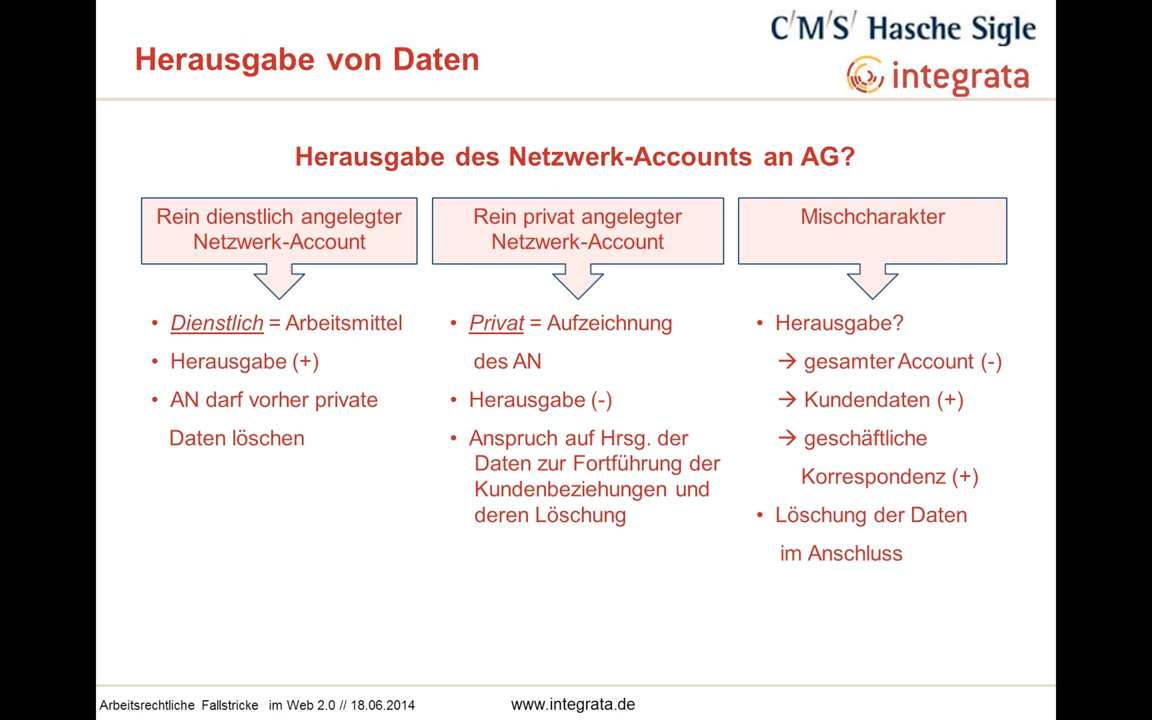 C/M/S/ Hasche Sigle
Herausgabe von Daten
integrata
Herausgabe des Netzwerk-Accounts an AG?
Rein dienstlich angelegter
Netzwerk-Account
• Dienstlich = Arbeitsmittel
• Herausgabe (+)
• AN darf vorher private
Daten löschen
Rein privat angelegter
Netzwerk-Account
• Privat = Aufzeichnung
des AN
• Herausgabe (-)
• Anspruch auf Hrsg. der
Daten zur Fortführung der
Kundenbeziehungen und
deren Löschung
Mischcharakter
• Herausgabe?
→ gesamter Account (-)
→ Kundendaten (+)
→ geschäftliche
Korrespondenz (+)
• Löschung der Daten
im Anschluss
Arbeitsrechtliche Fallstricke im Web 2.0 // 18.06.2014
www.integrata.de